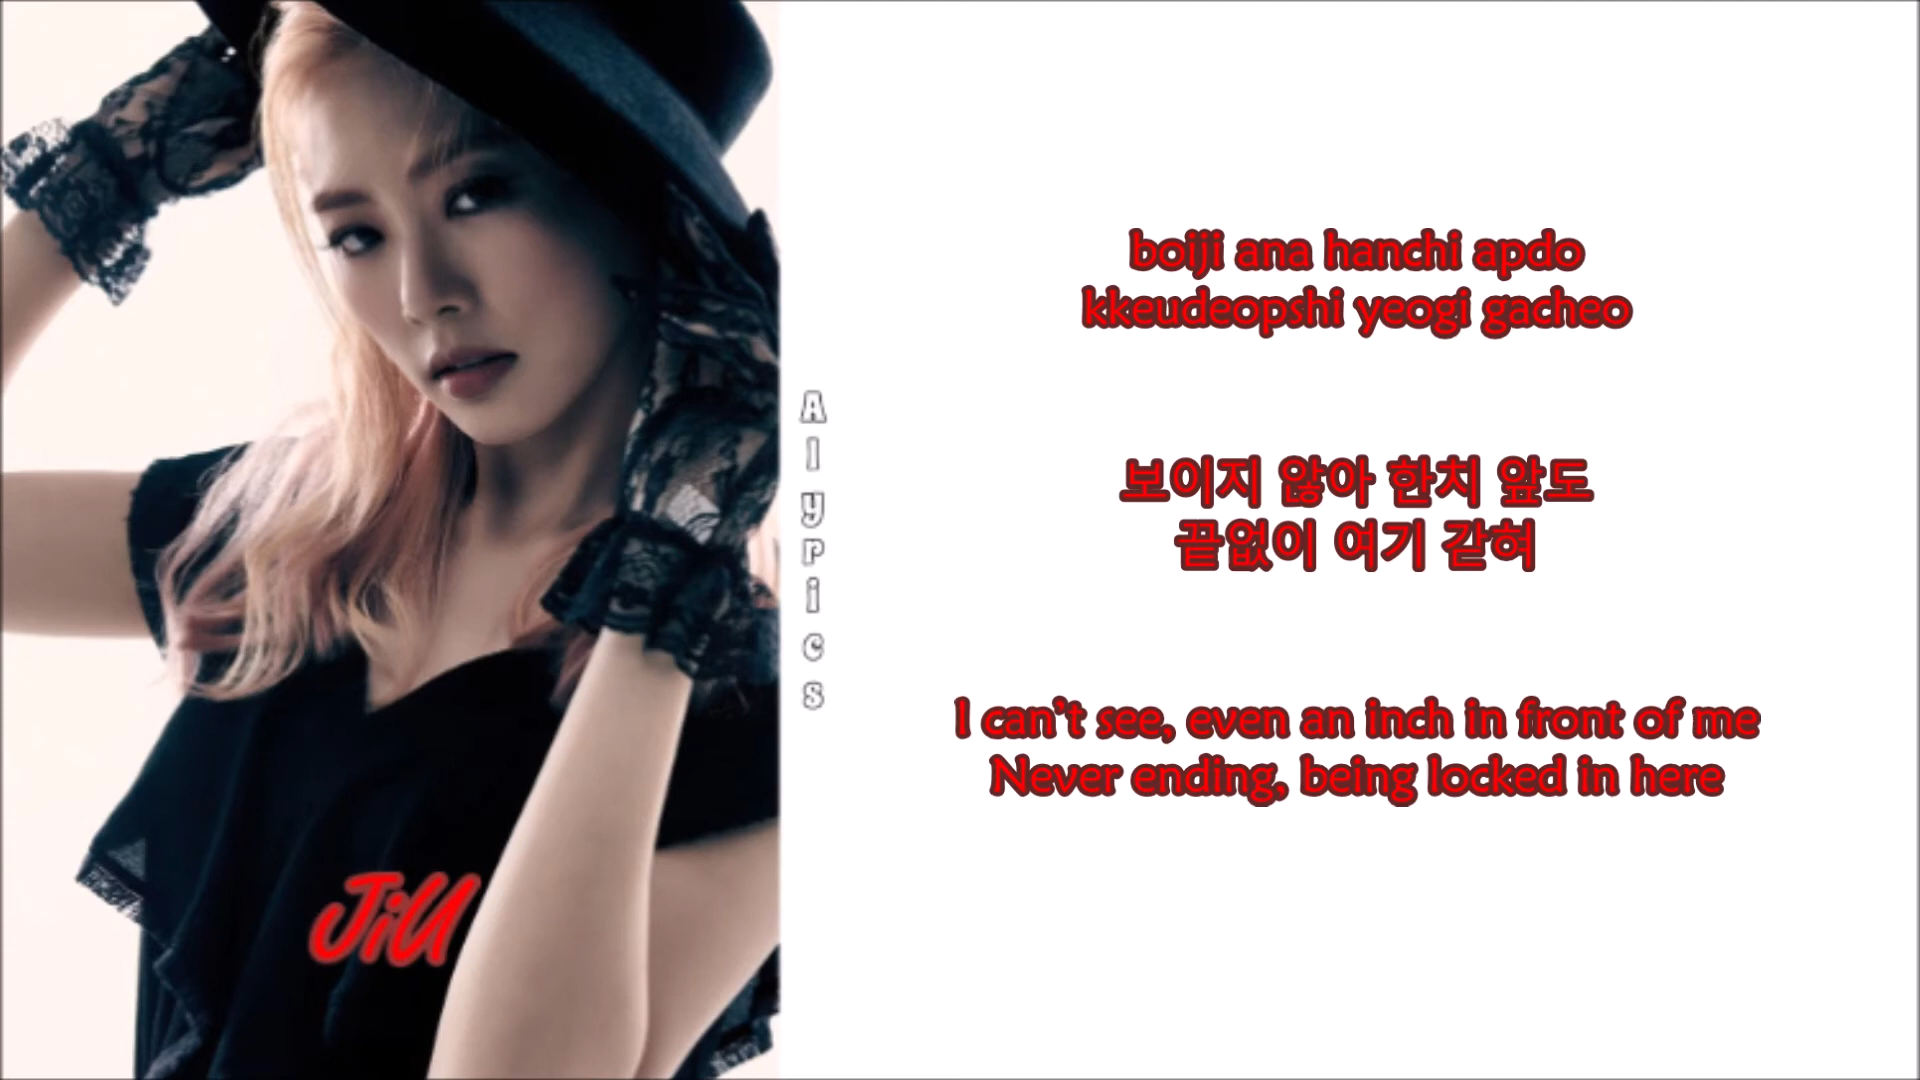 boiji ana hanchi apdo
kkeudeopshi yeogi gacheo
보이지 않아 한치 앞도
끝없이 여기 갇혀
I can't see, even an inch in front of me
Never ending, being locked in here
Alyrics
JiU